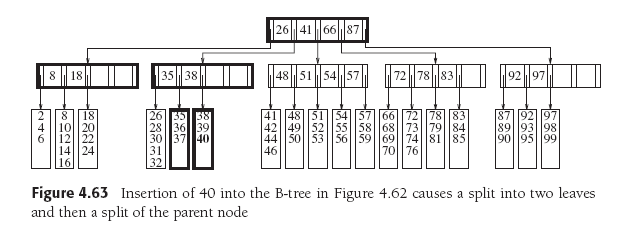 26 41 66 87
8 18 35 38 48 51 54 57 72 78 83 92 97
2 8 18 26 35 38 41 48 51 54 57 66 72 78 83 87 92 97
4 10 20 28 36 39 42 49 52 55 58 68 73 79 84 89 93 98
6 12 22 30 37 40 44 50 53 56 59 69 74 81 85 90 95 99
14 24 31 46 70 76
16 32
Figure 4.63 Insertion of 40 into the B-tree in Figure 4.62 causes a split into two leaves
and then a split of the parent node